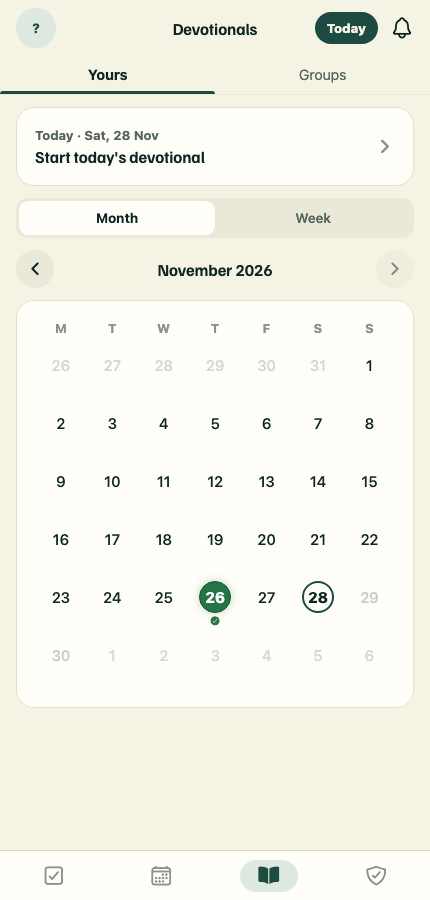 ?
Devotionals
Today
Yours
Groups
Today · Sat, 28 Nov
Start today's devotional
Month
Week
November 2026
M T W T F S S
26 27 28 29 30 31 1
2 3 4 5 6 7 8
9 10 11 12 13 14 15
16 17 18 19 20 21 22
23 24 25 26 27 28 29
30 1 2 3 4 5 6